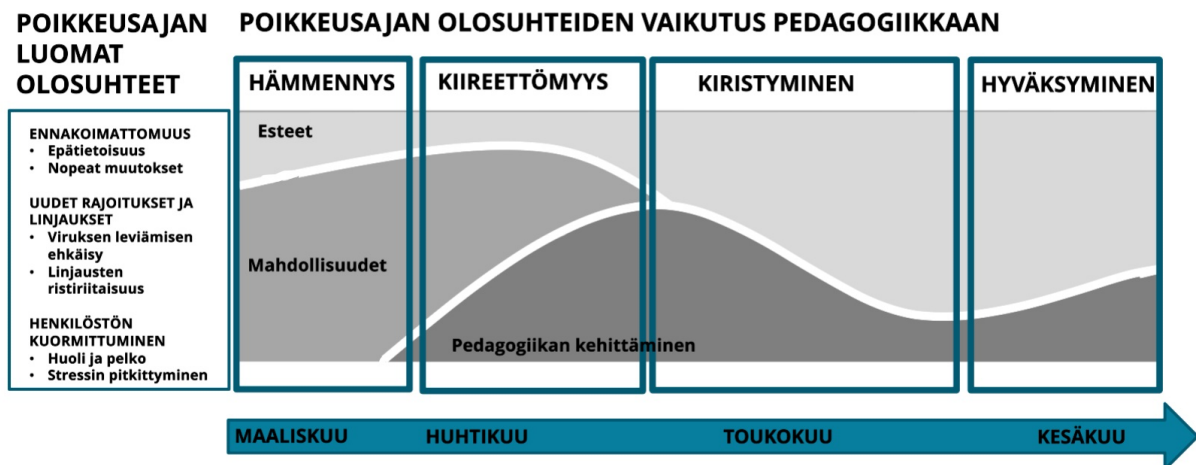 POIKKEUSAJAN
LUOMAT
OLOSUHTEET
ENNAKOIMATTOMUUS
• Epätietoisuus
• Nopeat muutokset
UUDET RAJOITUKSET JA
LINJAUKSET
• Viruksen leviämisen
ehkäisy
• Linjausten
ristiriitaisuus
HENKILÖSTÖN
KUORMITTUMINEN
• Huoli ja pelko
• Stressin pitkittyminen
POIKKEUSAJAN OLOSUHTEIDEN VAIKUTUS PEDAGOGIIKKAAN
HÄMMENNYS
KIIREETTÖMYYS
KIRISTYMINEN
HYVÄKSYMINEN
Esteet
Mahdollisuudet
Pedagogiikan kehittäminen
MAALISKUU
HUHTIKUU
TOUKOKUU
KESÄKUU